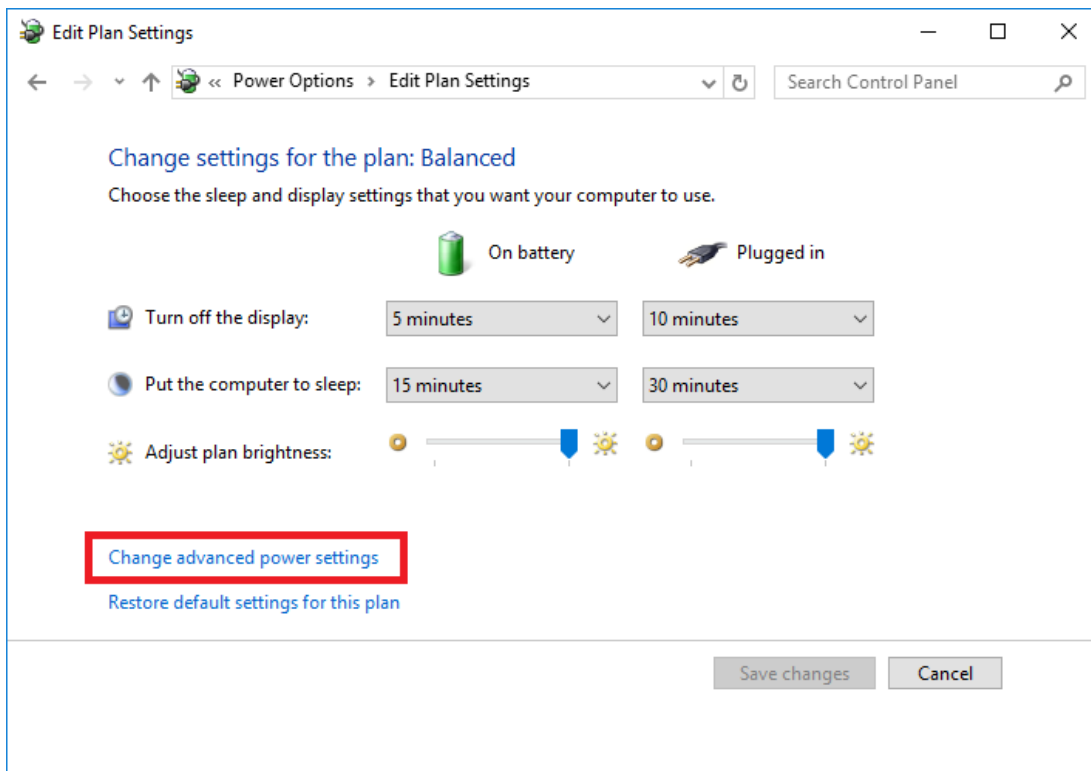 Edit Plan Settings
« Power Options › Edit Plan Settings
Search Control Panel
Change settings for the plan: Balanced
Choose the sleep and display settings that you want your computer to use.
On battery Plugged in
Turn off the display: 5 minutes 10 minutes
Put the computer to sleep: 15 minutes 30 minutes
Adjust plan brightness:
Change advanced power settings
Restore default settings for this plan
Save changes Cancel